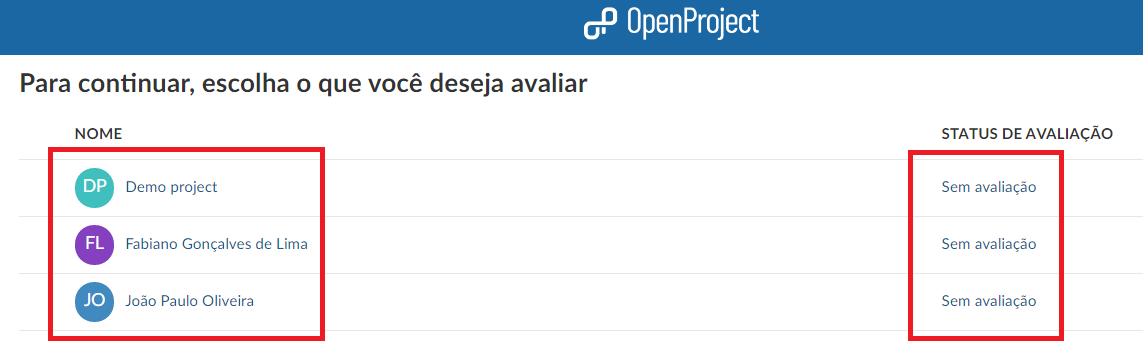 OpenProject
Para continuar, escolha o que você deseja avaliar
NOME STATUS DE AVALIAÇÃO
DP Demo project Sem avaliação
FL Fabiano Gonçalves de Lima Sem avaliação
JO João Paulo Oliveira Sem avaliação